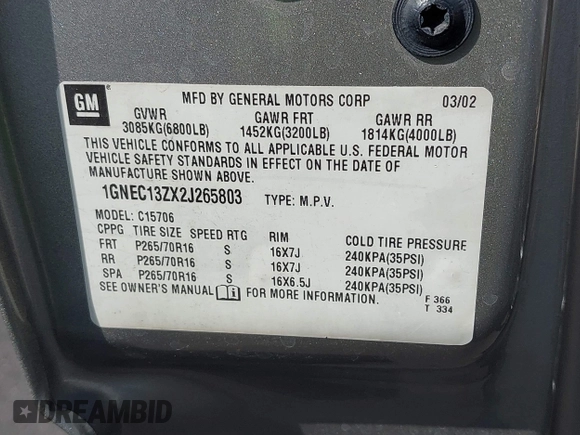 GM
MFD BY GENERAL MOTORS CORP 03/02
GVWR GAWR FRT GAWR RR
3085KG(6800LB) 1452KG(3200LB) 1814KG(4000LB)
THIS VEHICLE CONFORMS TO ALL APPLICABLE U.S. FEDERAL MOTOR
VEHICLE SAFETY STANDARDS IN EFFECT ON THE DATE OF
MANUFACTURE SHOWN ABOVE.
1GNEC13ZX2J265803 TYPE: M.P.V.
MODEL: C15706
CPPG TIRE SIZE SPEED RTG RIM COLD TIRE PRESSURE
FRT P265/70R16 S 16X7J 240KPA(35PSI)
RR P265/70R16 S 16X7J 240KPA(35PSI)
SPA P265/70R16 S 16X6.5J 240KPA(35PSI)
SEE OWNER'S MANUAL FOR MORE INFORMATION. F 366
T 334
DREAMBID